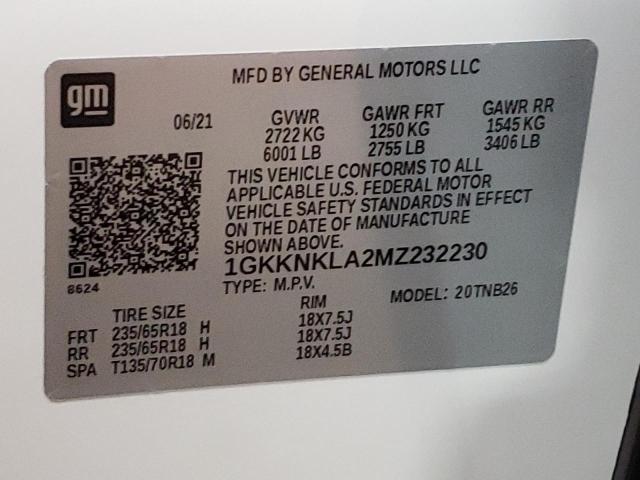 gm
MFD BY GENERAL MOTORS LLC
06/21
GVWR
2722 KG
6001 LB
GAWR FRT
1250 KG
2755 LB
GAWR RR
1545 KG
3406 LB
THIS VEHICLE CONFORMS TO ALL
APPLICABLE U.S. FEDERAL MOTOR
VEHICLE SAFETY STANDARDS IN EFFECT
ON THE DATE OF MANUFACTURE
SHOWN ABOVE.
1GKKNKLA2MZ232230
8624
TYPE: M.P.V.
MODEL: 20TNB26
TIRE SIZE RIM
FRT 235/65R18 H 18X7.5J
RR 235/65R18 H 18X7.5J
SPA T135/70R18 M 18X4.5B